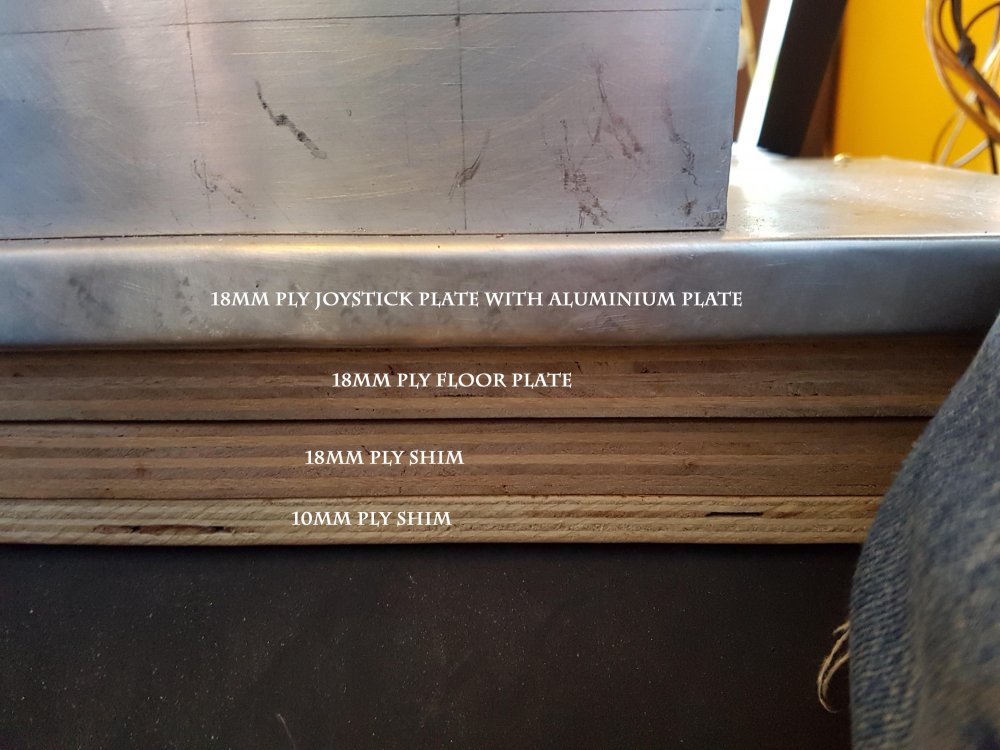 18MM PLY JOYSTICK PLATE WITH ALUMINIUM PLATE
18MM PLY FLOOR PLATE
18MM PLY SHIM
10MM PLY SHIM